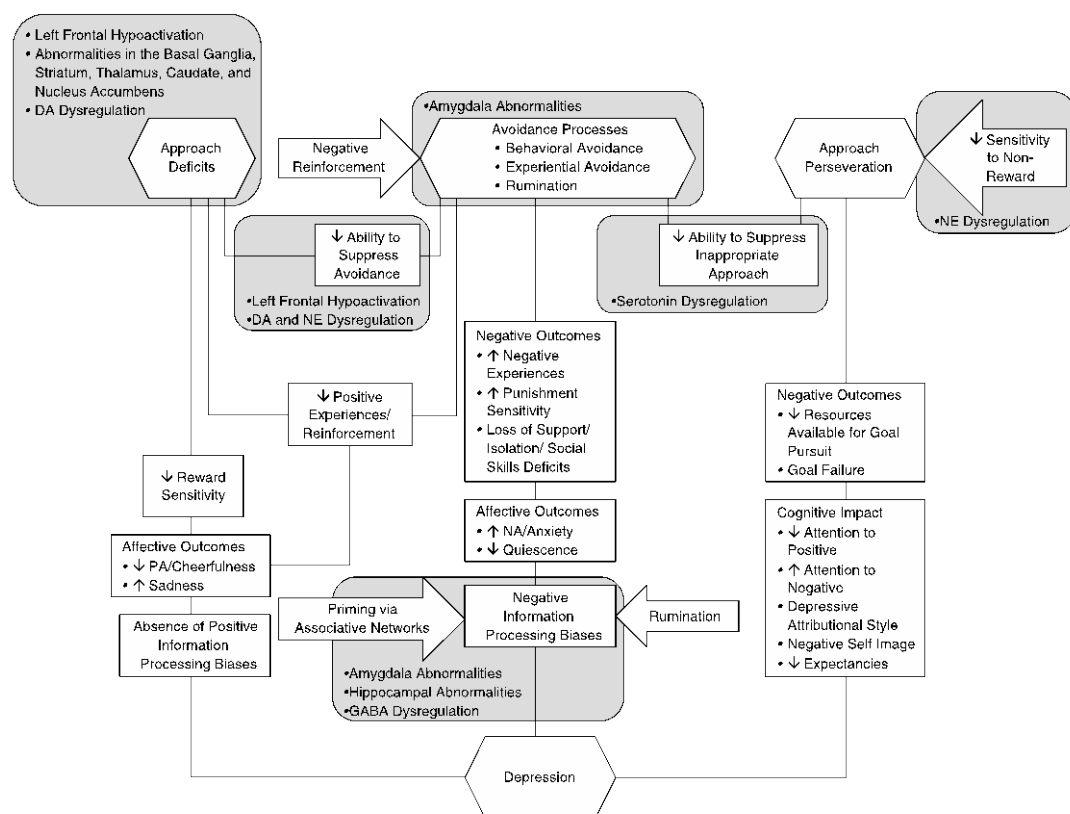 • Left Frontal Hypoactivation
• Abnormalities in the Basal Ganglia,
Striatum, Thalamus, Caudate, and
Nucleus Accumbens
• DA Dysregulation
Approach
Deficits
Negative
Reinforcement
•Amygdala Abnormalities
Avoidance Processes
• Behavioral Avoidance
• Experiential Avoidance
• Rumination
Approach
Perseveration
↓ Sensitivity
to Non-
Reward
•NE Dysregulation
↓ Ability to
Suppress
Avoidance
•Left Frontal Hypoactivation
•DA and NE Dysregulation
↓ Ability to Suppress
Inappropriate
Approach
•Serotonin Dysregulation
↓ Positive
Experiences/
Reinforcement
Negative Outcomes
• ↑ Negative
Experiences
• ↑ Punishment
Sensitivity
• Loss of Support/
Isolation/ Social
Skills Deficits
Negative Outcomes
• ↓ Resources
Available for Goal
Pursuit
• Goal Failure
↓ Reward
Sensitivity
Affective Outcomes
• ↓ PA/Cheerfulness
• ↑ Sadness
Absence of Positive
Information
Processing Biases
Affective Outcomes
• ↑ NA/Anxiety
• ↓ Quiescence
Priming via
Associative Networks
Negative
Information
Processing Biases
Rumination
•Amygdala Abnormalities
•Hippocampal Abnormalities
•GABA Dysregulation
Cognitive Impact
• ↓ Attention to
Positive
• ↑ Attention to
Negative
• Depressive
Attributional Style
• Negative Self Image
• ↓ Expectancies
Depression